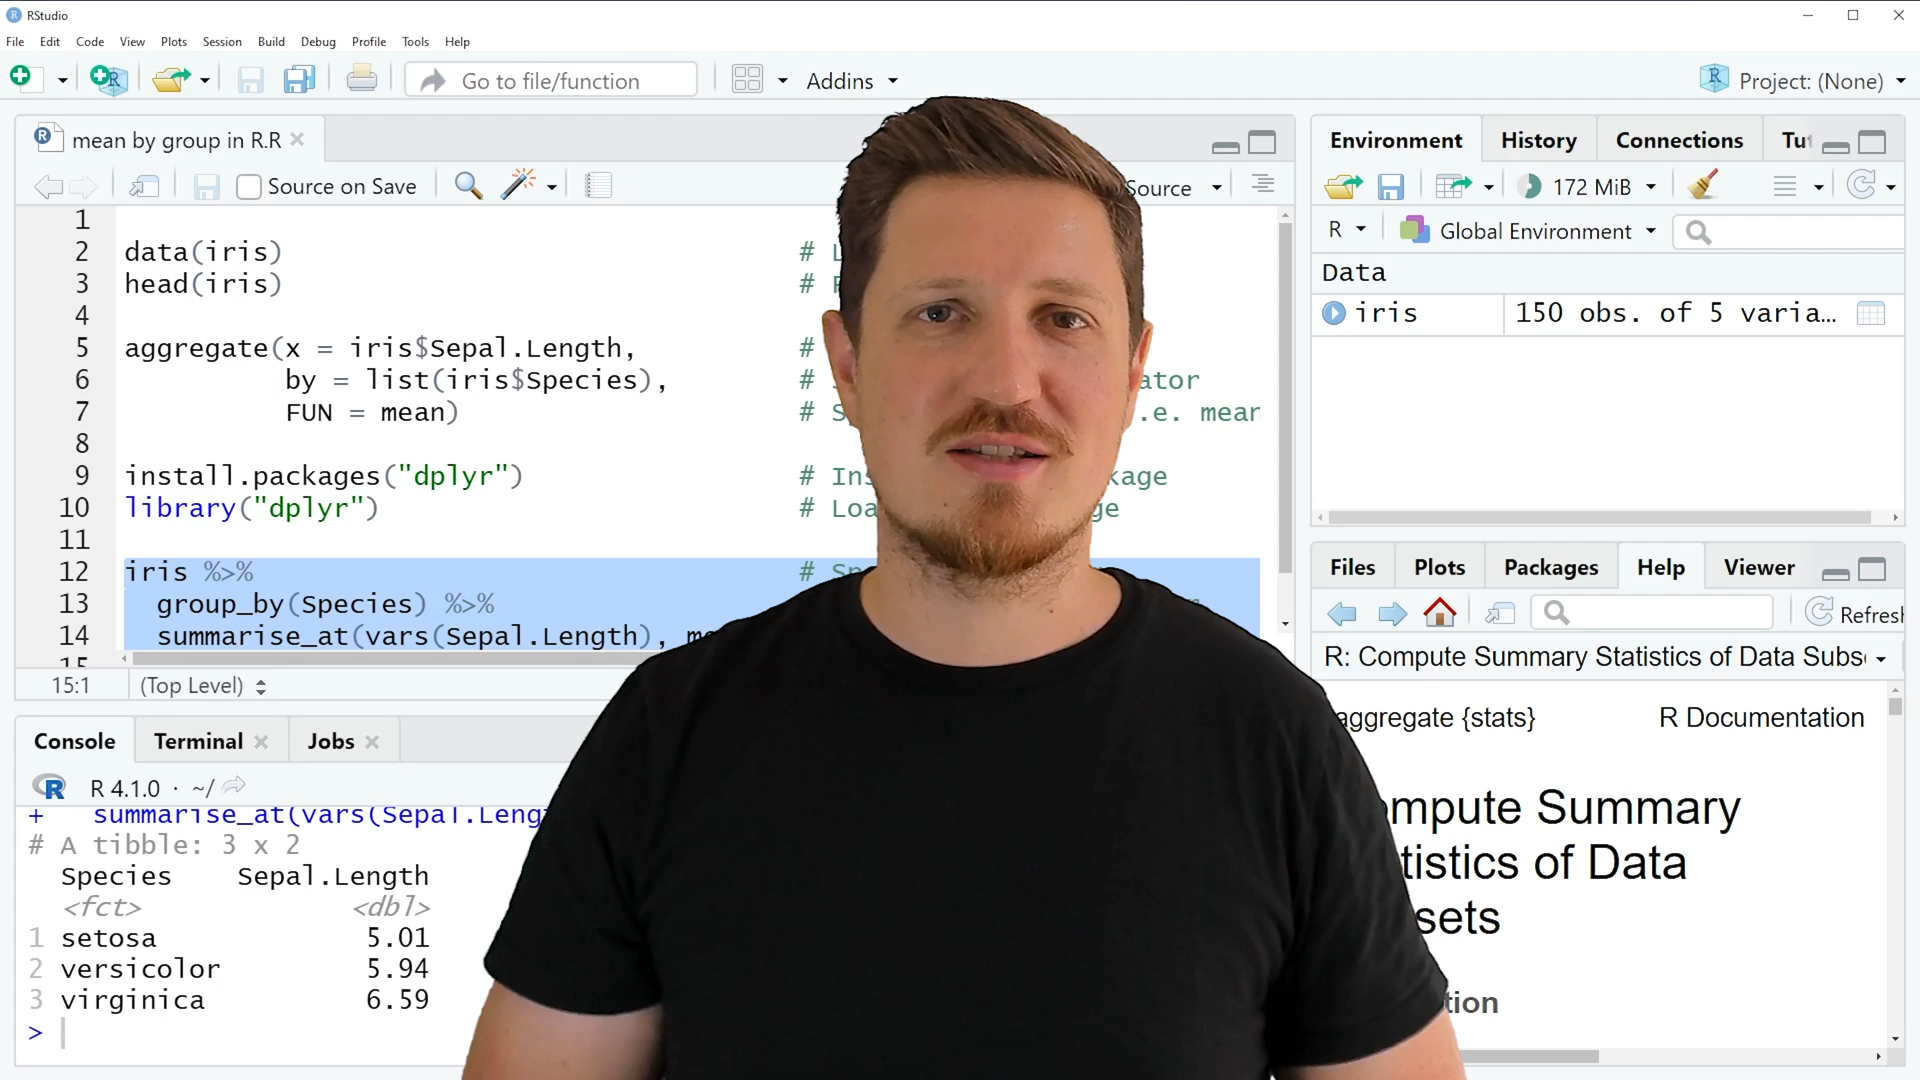 RStudio
File Edit Code View Plots Session Build Debug Profile Tools Help
Go to file/function Addins Project: (None)
mean by group in R.R
Source on Save Source
1
2 data(iris) #
3 head(iris) #
4
5 aggregate(x = iris$Sepal.Length, #
6 by = list(iris$Species), #
7 FUN = mean) # .e. mear
8
9 install.packages("dplyr") #
10 library("dplyr") #
11
12 iris %>% #
13 group_by(Species) %>%
14 summarise_at(vars(Sepal.Length),
15
15:1 (Top Level)
Console Terminal Jobs
R 4.1.0 · ~/
+ summarise_at(vars(Sepal.Leng
# A tibble: 3 x 2
Species Sepal.Length
<fct> <dbl>
1 setosa 5.01
2 versicolor 5.94
3 virginica 6.59
>
Environment History Connections Tut
172 MiB
R Global Environment
Data
iris 150 obs. of 5 varia…
Files Plots Packages Help Viewer
Refresh
R: Compute Summary Statistics of Data Subs
aggregate {stats} R Documentation
mpute Summary
tistics of Data
sets
tion